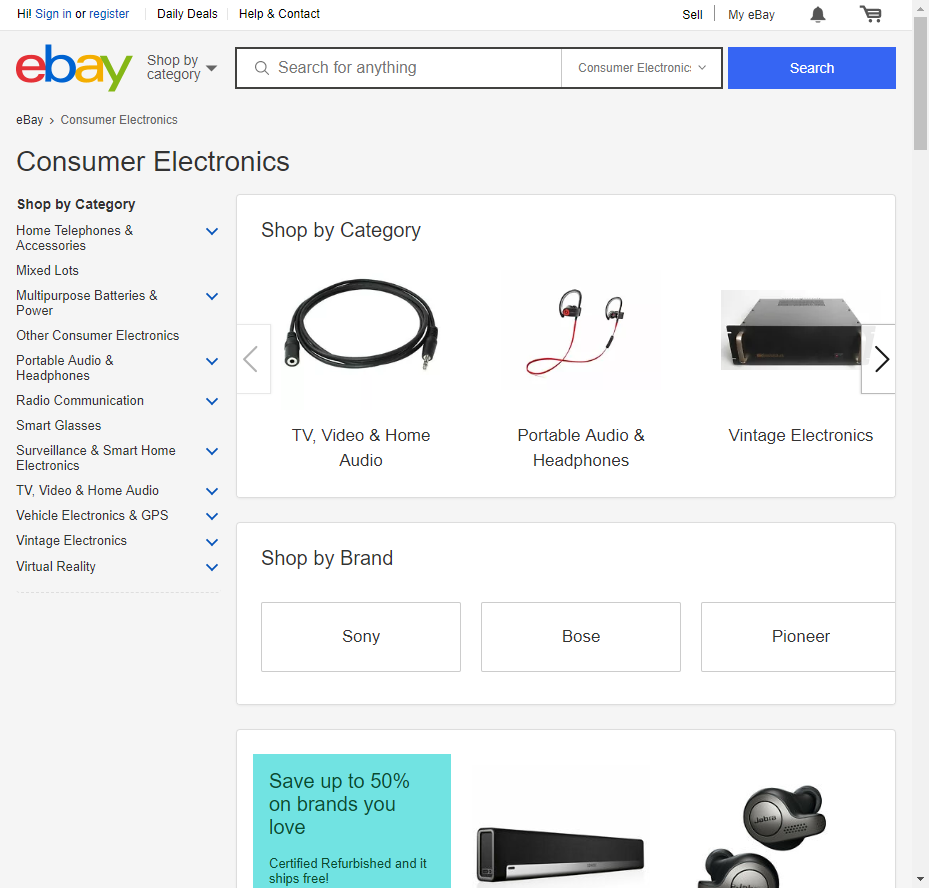 Hi! Sign in or register
Daily Deals
Help & Contact
Sell
My eBay
ebay
Shop by
category
Search for anything
Consumer Electronic
Search
eBay > Consumer Electronics
Consumer Electronics
Shop by Category
Home Telephones &
Accessories
Mixed Lots
Multipurpose Batteries &
Power
Other Consumer Electronics
Portable Audio &
Headphones
Radio Communication
Smart Glasses
Surveillance & Smart Home
Electronics
TV, Video & Home Audio
Vehicle Electronics & GPS
Vintage Electronics
Virtual Reality
Shop by Category
TV, Video & Home
Audio
Portable Audio &
Headphones
Vintage Electronics
Shop by Brand
Sony
Bose
Pioneer
Save up to 50%
on brands you
love
Certified Refurbished and it
ships free!
Jabra
Jabra